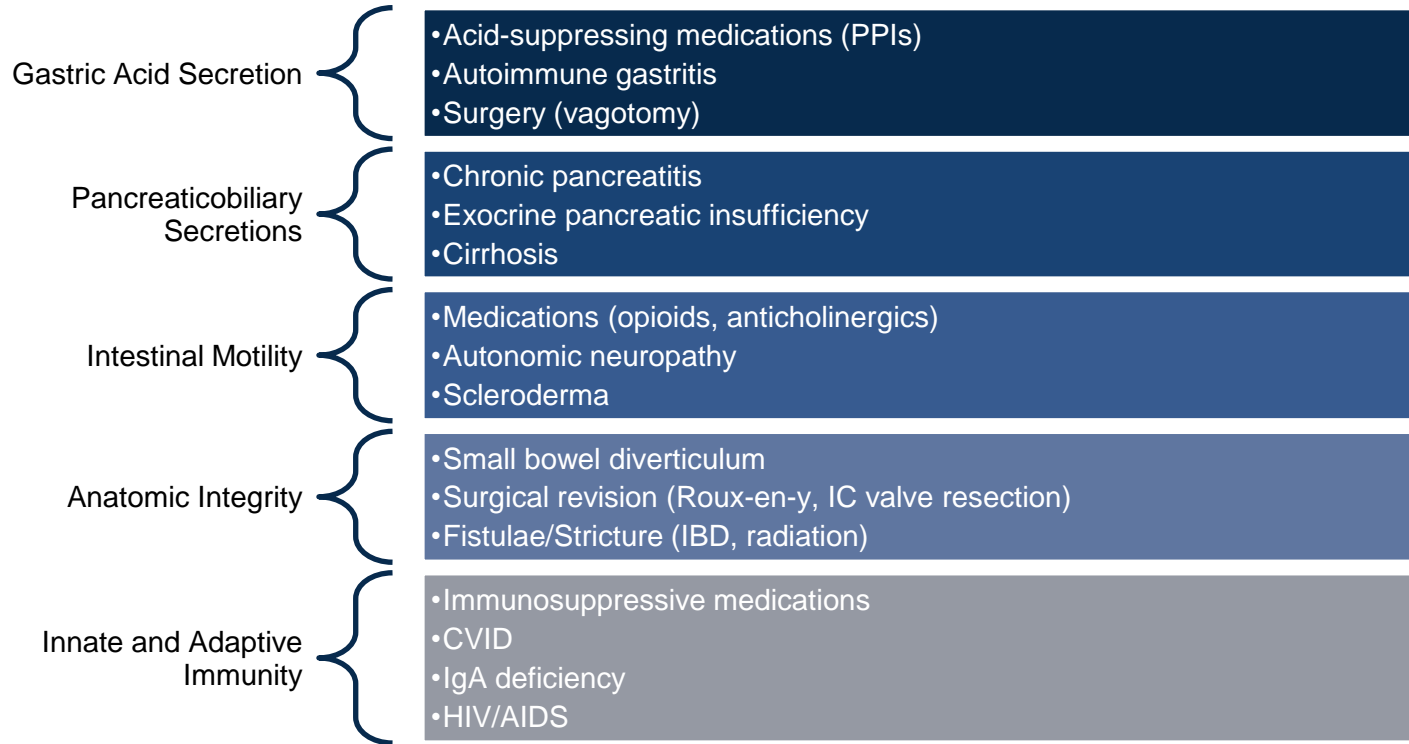 Gastric Acid Secretion
•Acid-suppressing medications (PPIs)
•Autoimmune gastritis
•Surgery (vagotomy)
Pancreaticobiliary
Secretions
•Chronic pancreatitis
•Exocrine pancreatic insufficiency
•Cirrhosis
Intestinal Motility
•Medications (opioids, anticholinergics)
•Autonomic neuropathy
•Scleroderma
Anatomic Integrity
•Small bowel diverticulum
•Surgical revision (Roux-en-y, IC valve resection)
•Fistulae/Stricture (IBD, radiation)
Innate and Adaptive
Immunity
•Immunosuppressive medications
•CVID
•IgA deficiency
•HIV/AIDS